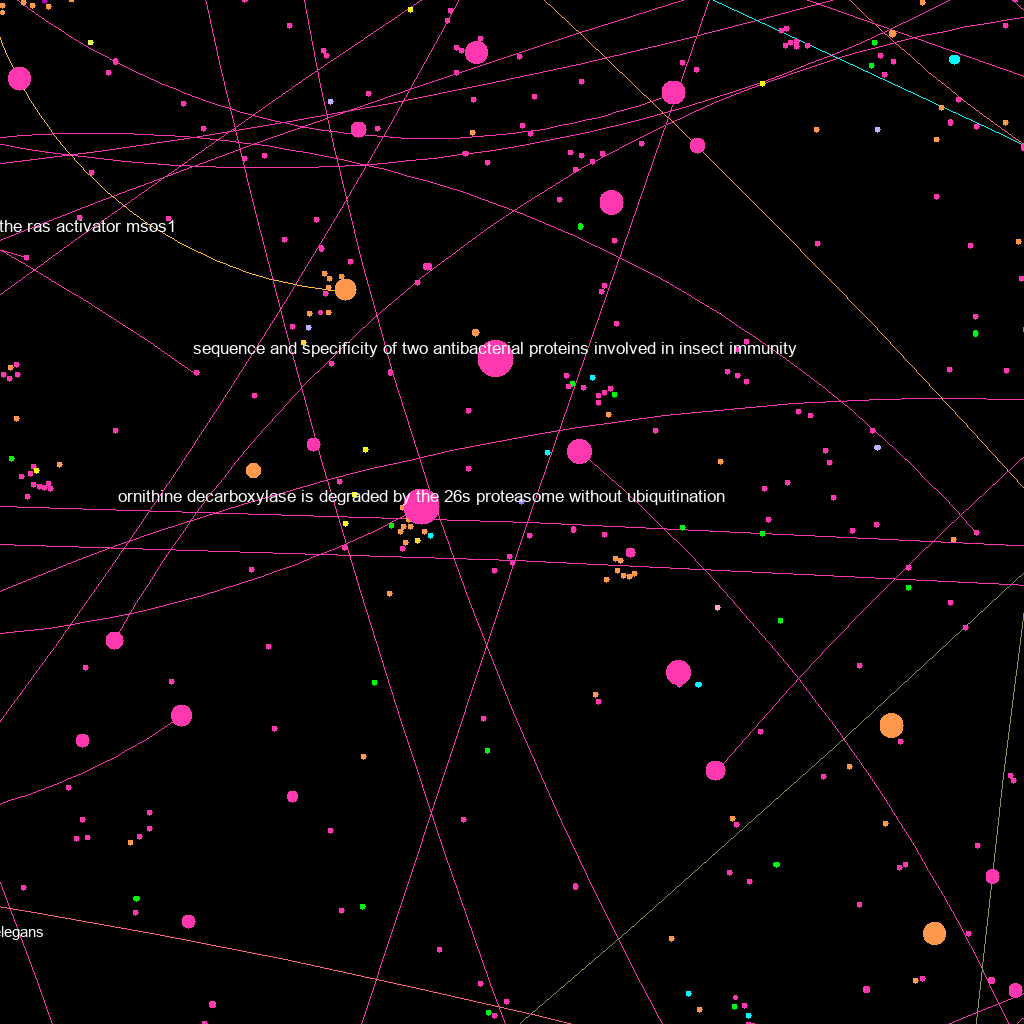 the ras activator msos1
sequence and specificity of two antibacterial proteins involved in insect immunity
ornithine decarboxylase is degraded by the 26s proteasome without ubiquitination
elegans